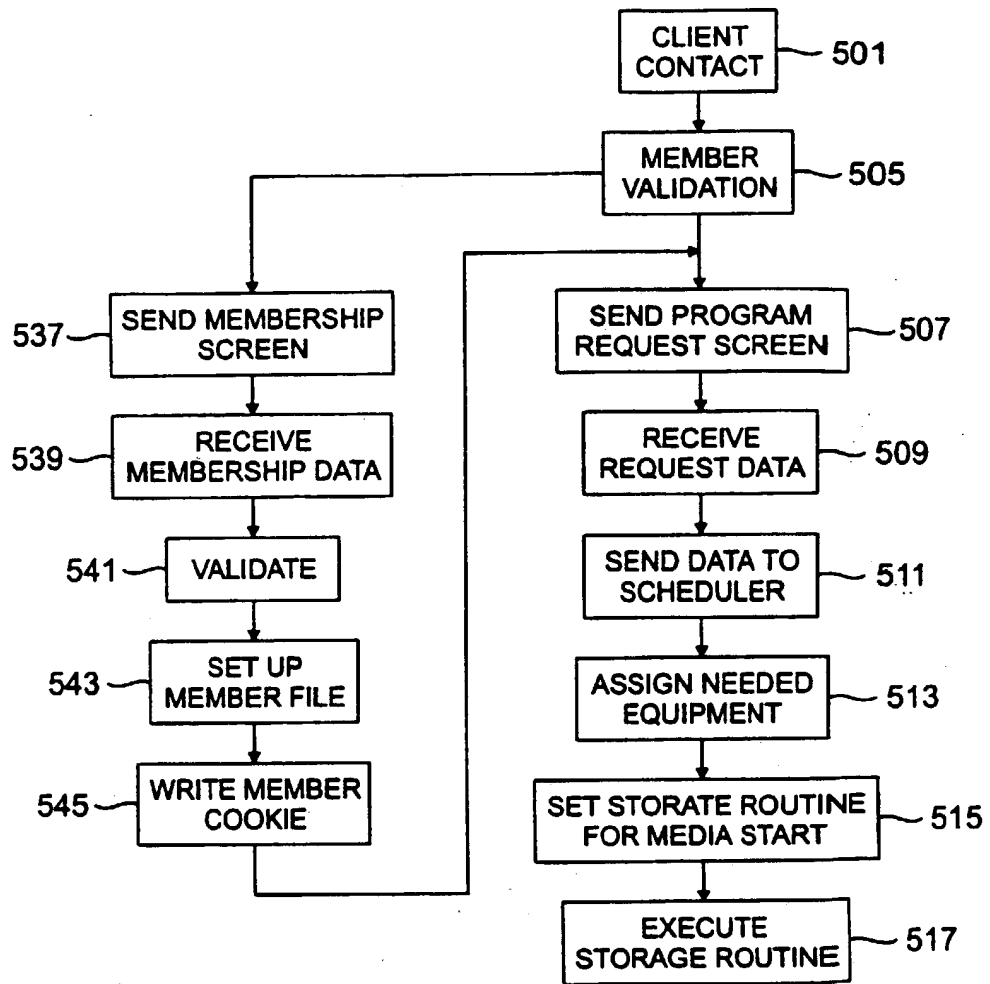 CLIENT
CONTACT
501
MEMBER
VALIDATION
505
537
SEND MEMBERSHIP
SCREEN
539
RECEIVE
MEMBERSHIP DATA
541
VALIDATE
543
SET UP
MEMBER FILE
545
WRITE MEMBER
COOKIE
SEND PROGRAM
REQUEST SCREEN
507
RECEIVE
REQUEST DATA
509
SEND DATA TO
SCHEDULER
511
ASSIGN NEEDED
EQUIPMENT
513
SET STORATE ROUTINE
FOR MEDIA START
515
EXECUTE
STORAGE ROUTINE
517